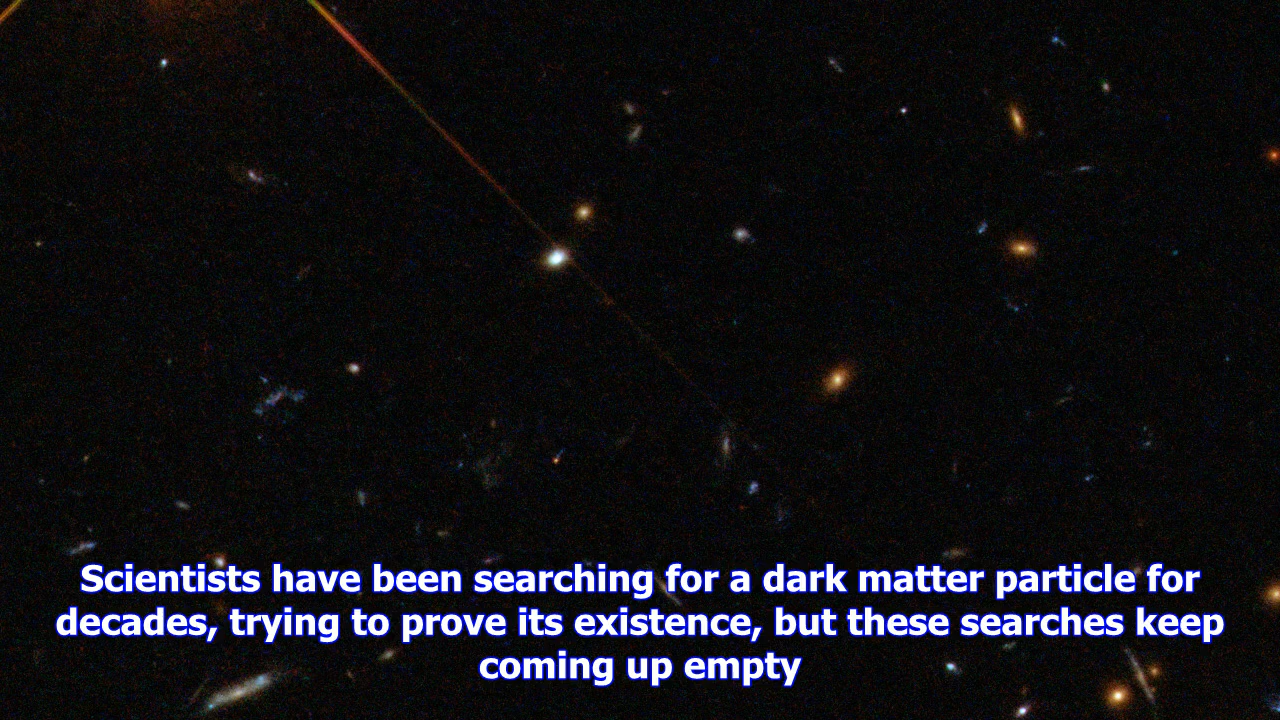 Scientists have been searching for a dark matter particle for
decades, trying to prove its existence, but these searches keep
coming up empty